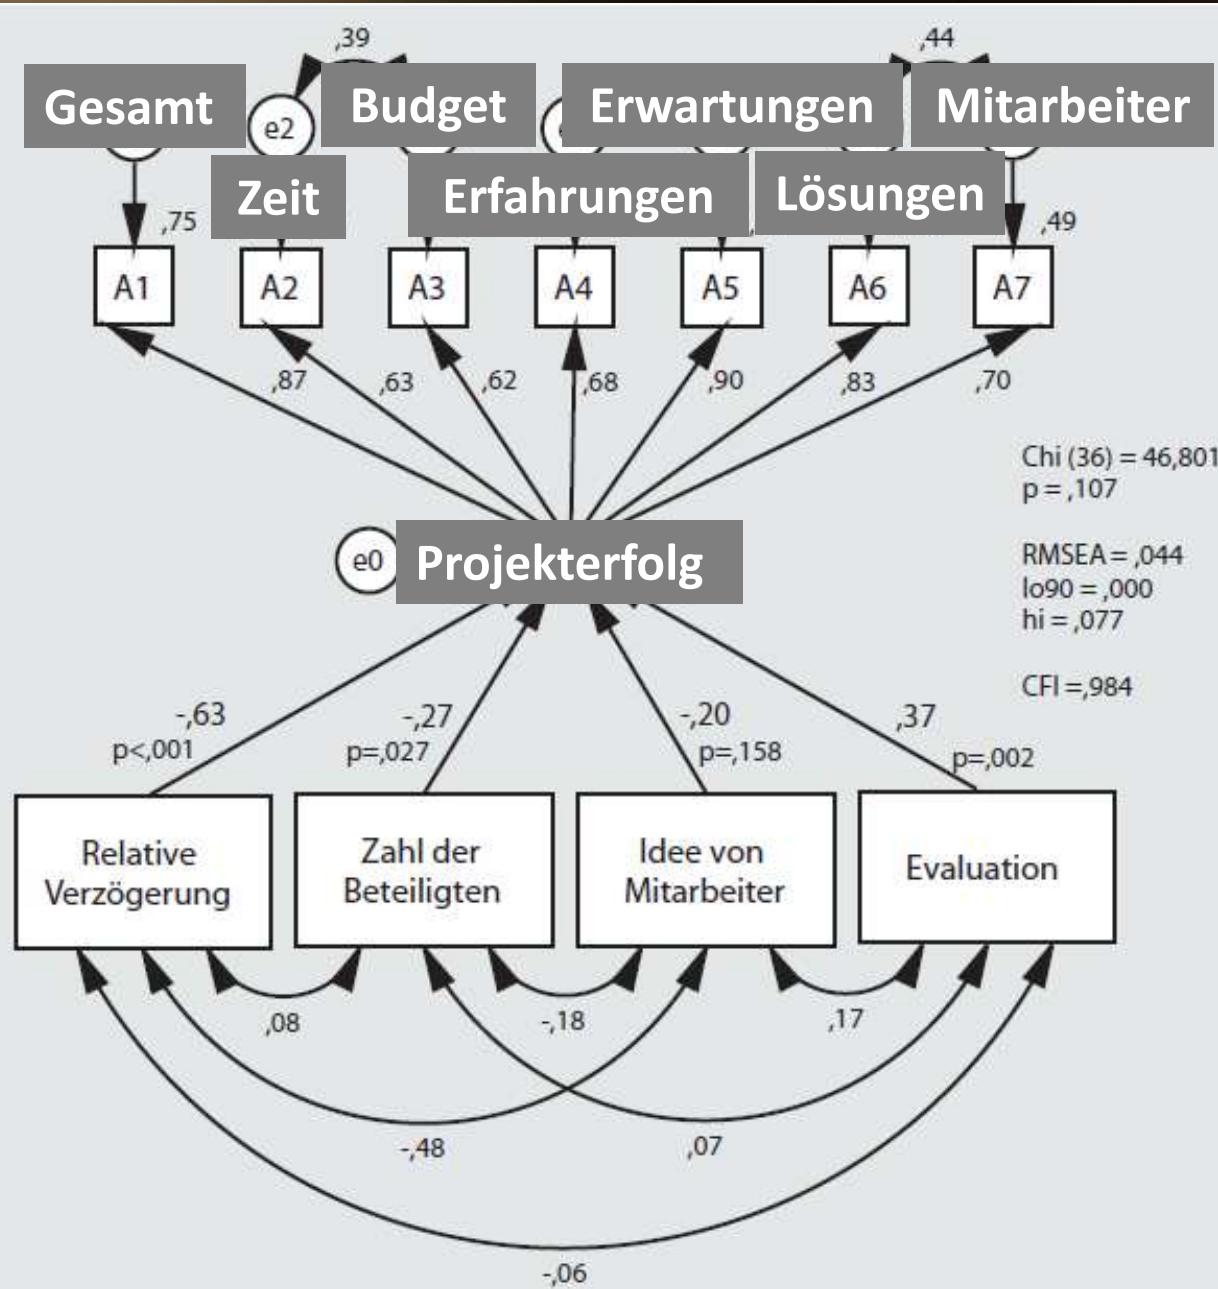 ,39
,44
Gesamt
e2
Budget
Erwartungen
Mitarbeiter
Zeit
Erfahrungen
Lösungen
,75
,49
A1
A2
A3
A4
A5
A6
A7
,87
,63
,62
,68
,90
,83
,70
Chi (36) = 46,801
p = ,107
e0
Projekterfolg
RMSEA = ,044
lo90 = ,000
hi = ,077
CFI =,984
-,63
-,27
-,20
,37
p<,001
p=,027
p=,158
p=,002
Relative
Verzögerung
Zahl der
Beteiligten
Idee von
Mitarbeiter
Evaluation
,08
-,18
,17
-,48
,07
-,06